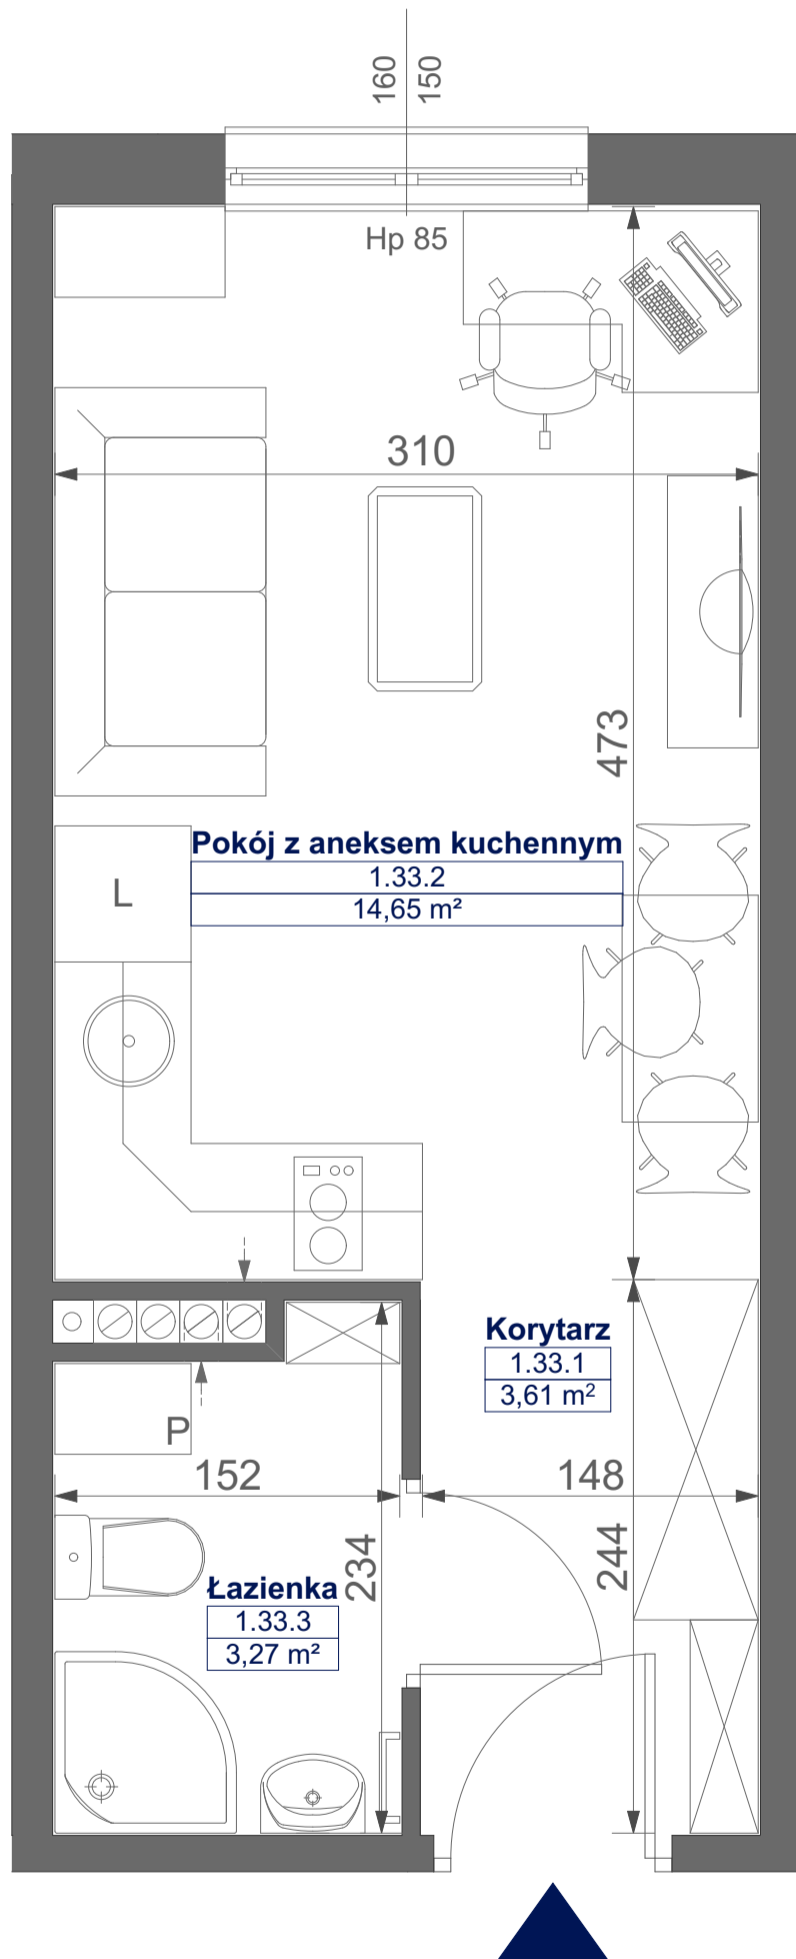 160
150
Hp 85
310
473
Pokój z aneksem kuchennym
1.33.2
14,65 m²
L
Korytarz
1.33.1
3,61 m²
P
152
148
234
244
Łazienka
1.33.3
3,27 m²